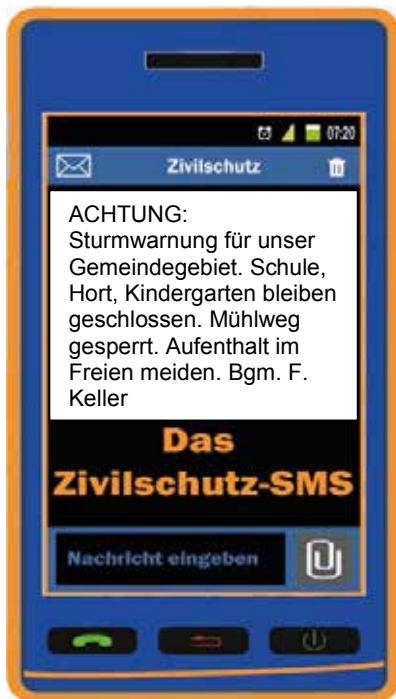 07:20
Zivilschutz
ACHTUNG:
Sturmwarnung für unser
Gemeindegebiet. Schule,
Hort, Kindergarten bleiben
geschlossen. Mühlweg
gesperrt. Aufenthalt im
Freien meiden. Bgm. F.
Keller
Das
Zivilschutz-SMS
Nachricht eingeben